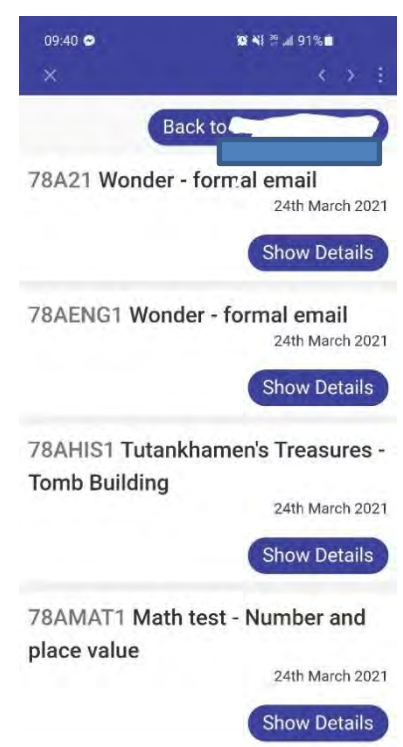 09:40
91%
Back to
78A21 Wonder - formal email
24th March 2021
Show Details
78AENG1 Wonder - formal email
24th March 2021
Show Details
78AHIS1 Tutankhamen's Treasures -
Tomb Building
24th March 2021
Show Details
78AMAT1 Math test - Number and
place value
24th March 2021
Show Details